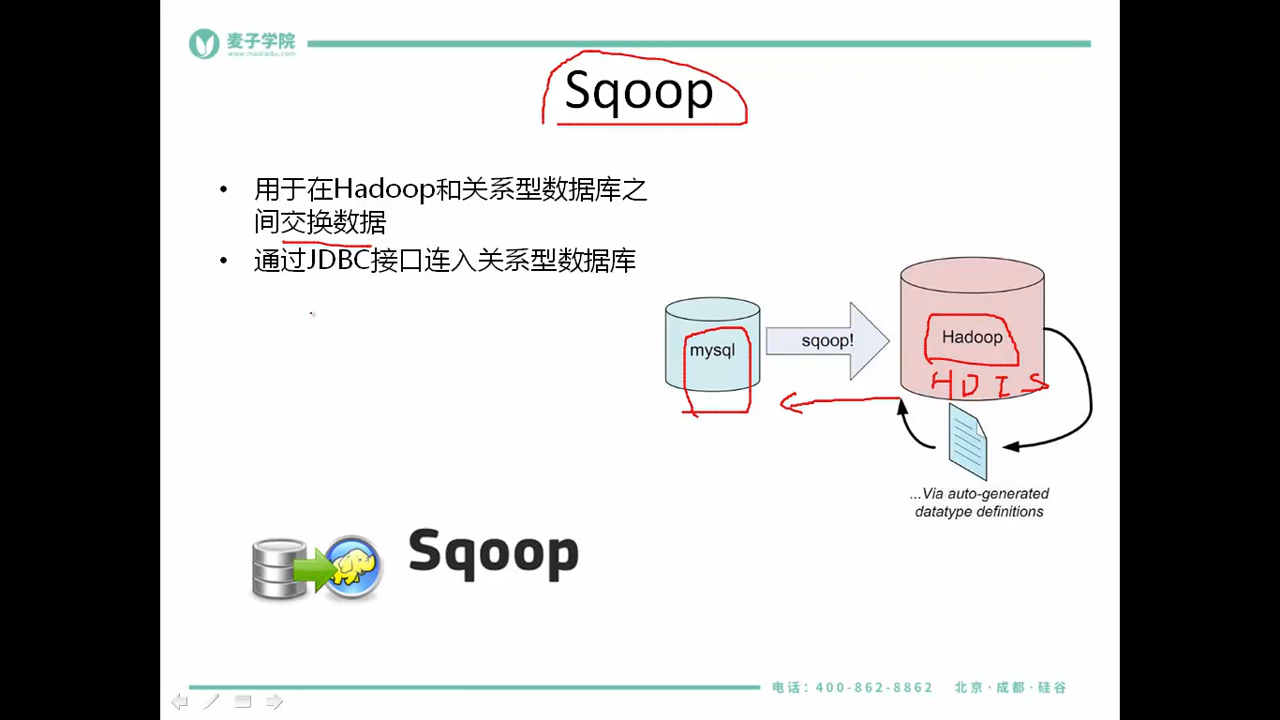 麦子学院
www.maiziedu.com
Sqoop
• 用于在Hadoop和关系型数据库之
间交换数据
• 通过JDBC接口连入关系型数据库
mysql
sqoop!
Hadoop
HDIS
...Via auto-generated
datatype definitions
Sqoop
电话：400-862-8862 北京·成都·硅谷